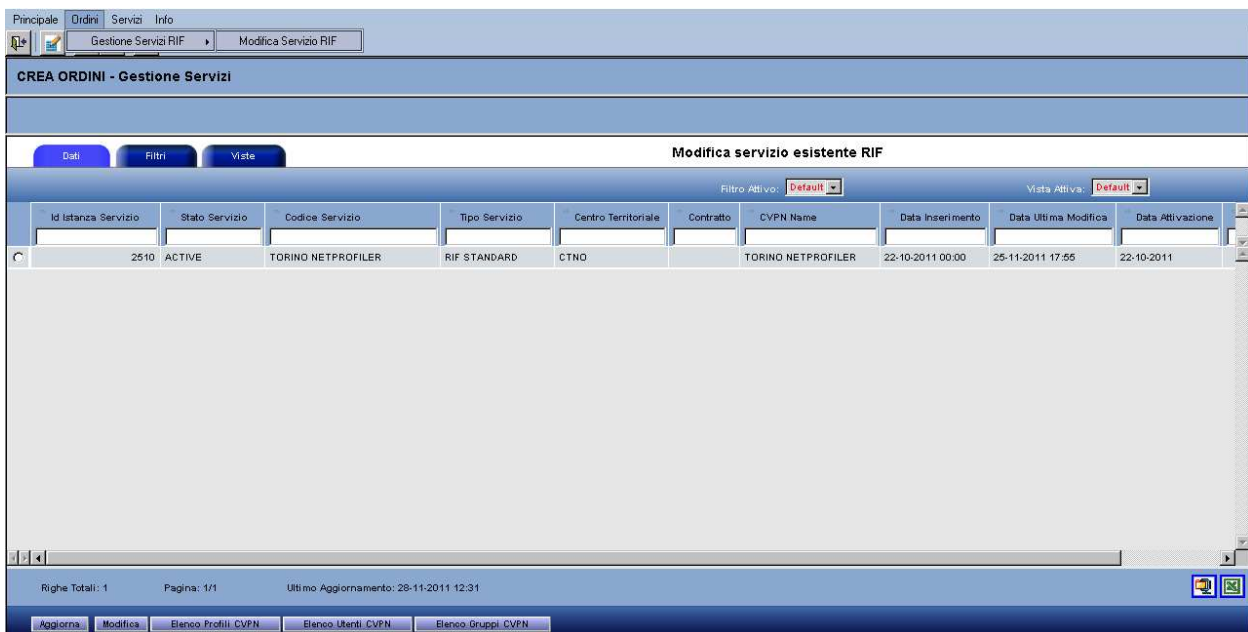 Principale Ordini Servizi Info
Gestione Servizi RIF Modifica Servizio RIF
CREA ORDINI - Gestione Servizi
Dati Filtri Viste Modifica servizio esistente RIF
Filtro Attivo: Default Vista Attiva: Default
Id Istanza Servizio Stato Servizio Codice Servizio Tipo Servizio Centro Territoriale Contratto CVPN Name Data Inserimento Data Ultima Modifica Data Attivazione
2510 ACTIVE TORINO NETPROFILER RIF STANDARD CTNO TORINO NETPROFILER 22-10-2011 00:00 25-11-2011 17:55 22-10-2011
Righe Totali: 1 Pagina: 1/1 Ultimo Aggiornamento: 28-11-2011 12:31
Aggiorna Modifica Elenco Profili CVPN Elenco Utenti CVPN Elenco Gruppi CVPN